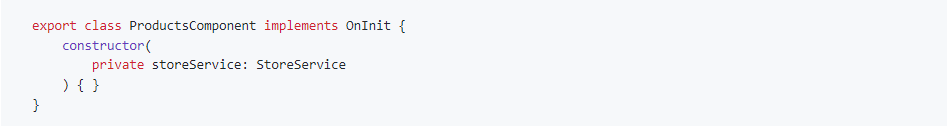 export class ProductsComponent implements OnInit {
    constructor(
        private storeService: StoreService
    ) { }
}